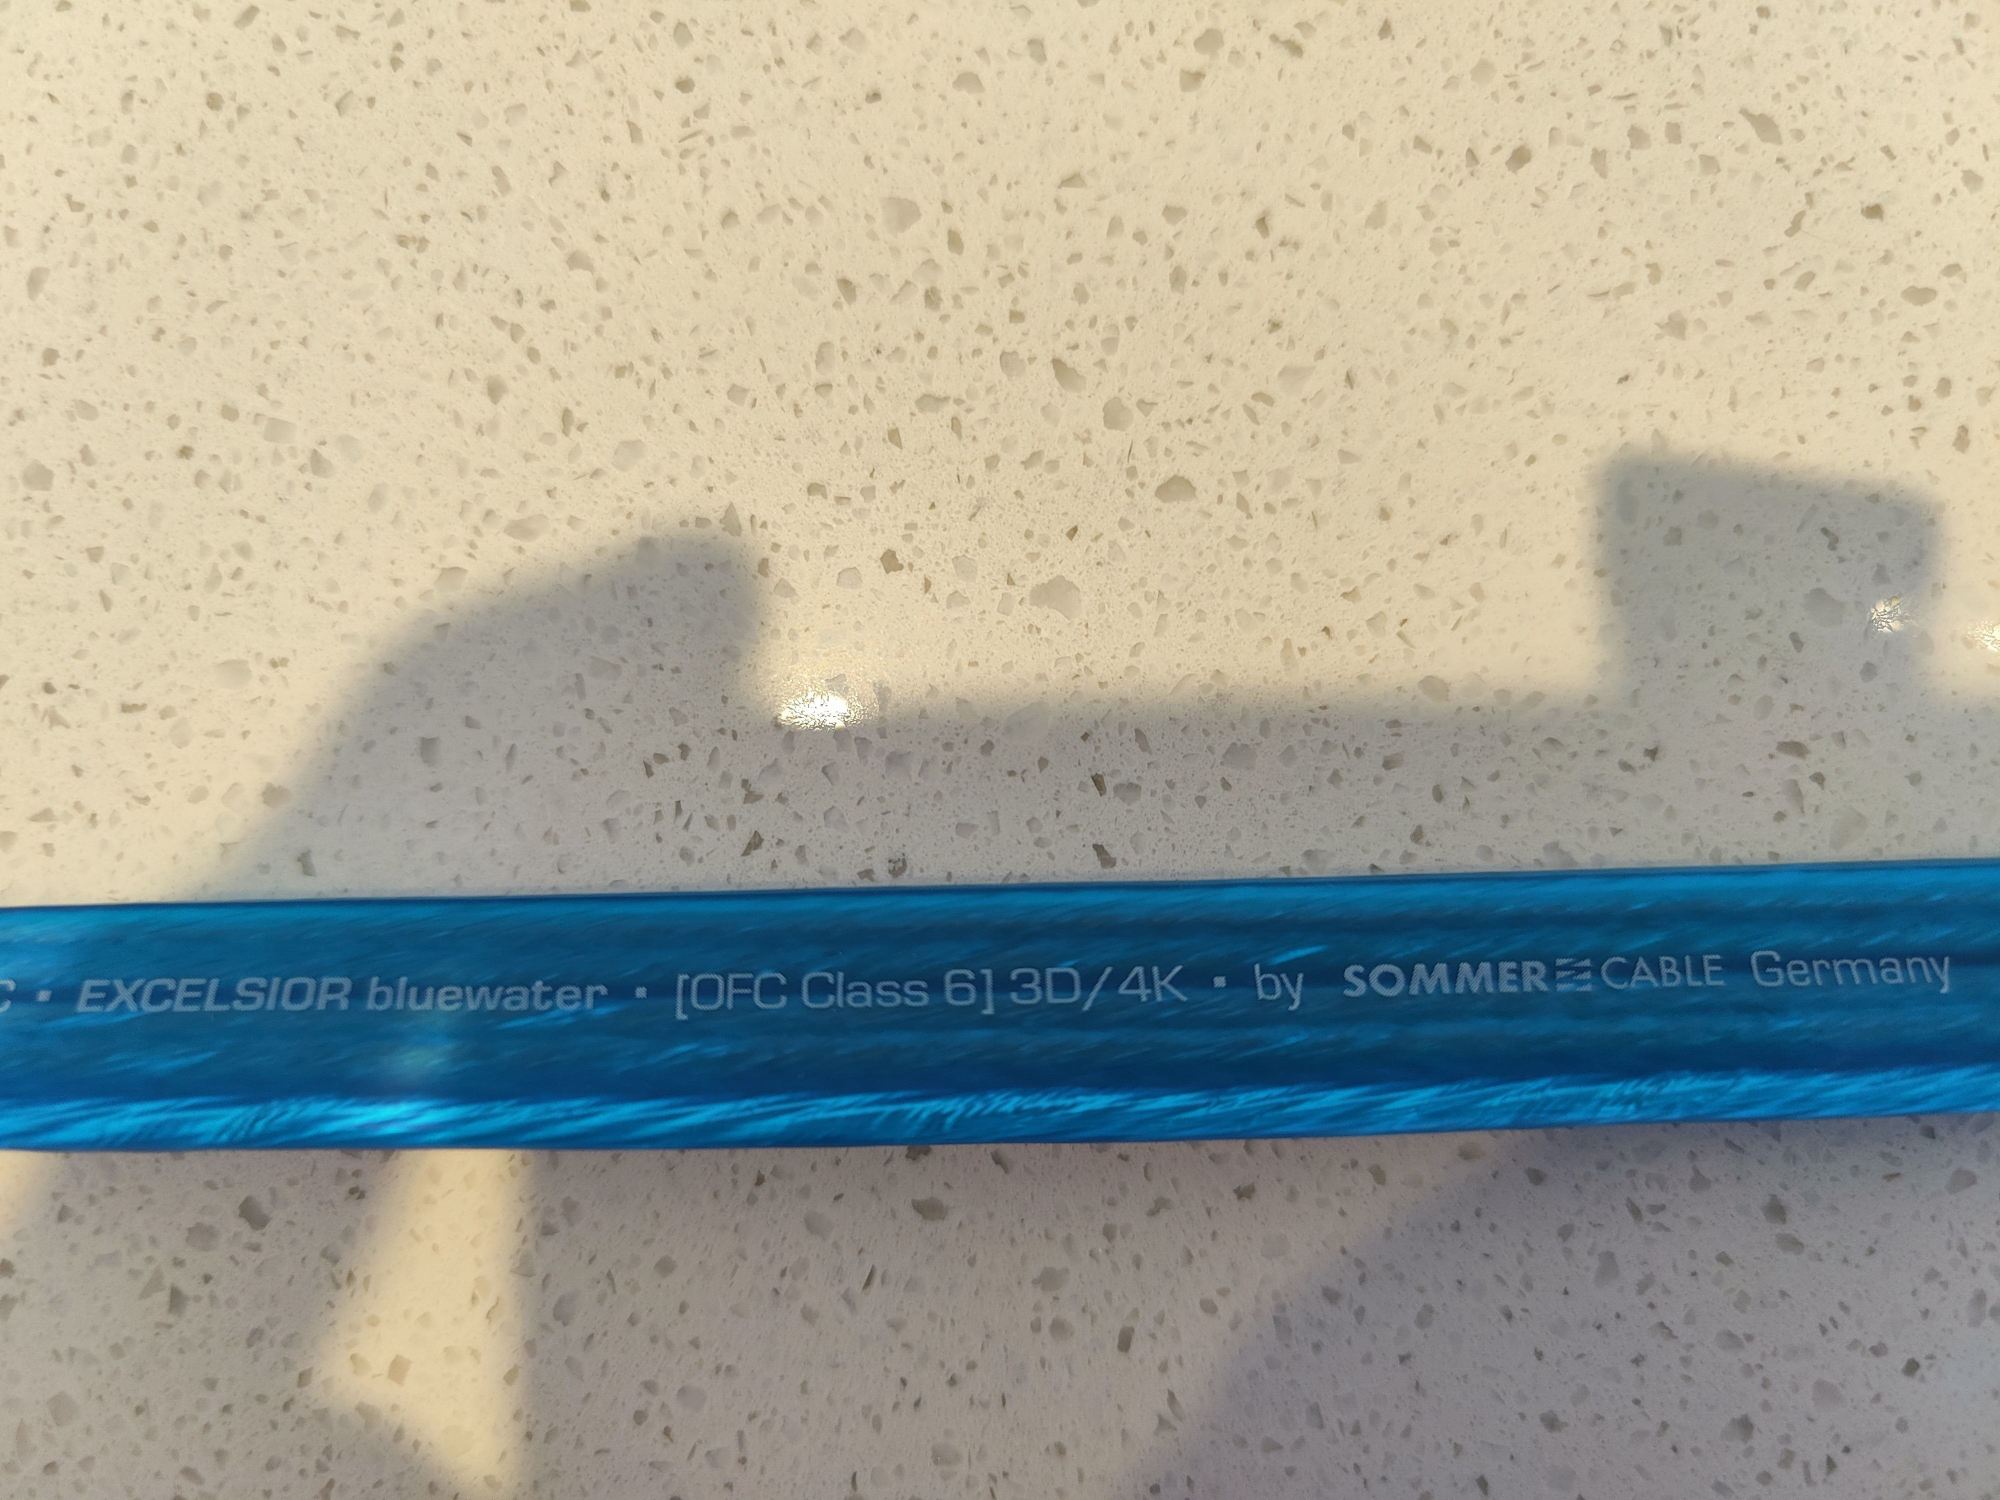 C · EXCELSIOR bluewater · [OFC Class 6] 3D/4K · by SOMMER CABLE Germany